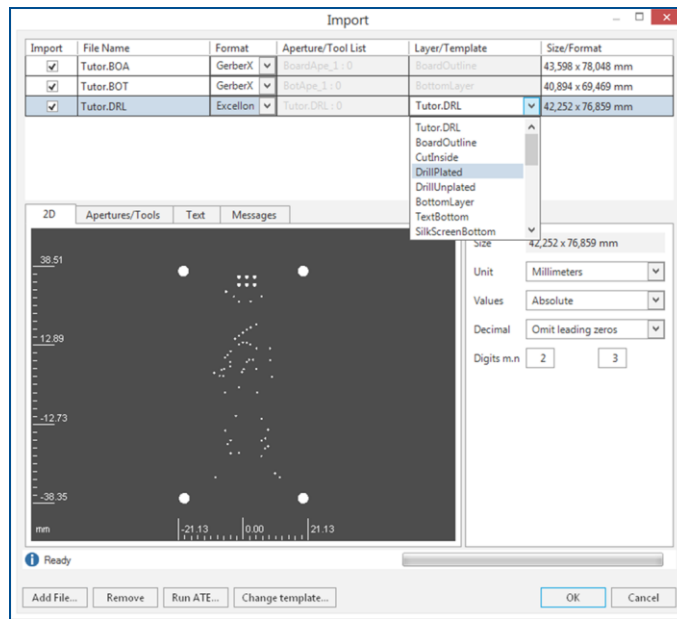 Import
Import File Name Format Aperture/Tool List Layer/Template Size/Format
Tutor.BOA GerberX BoardApe_1 : 0 BoardOutline 43,598 x 78,048 mm
Tutor.BOT GerberX BotApe_1 : 0 BottomLayer 40,894 x 69,469 mm
Tutor.DRL Excellon Tutor.DRL : 0 Tutor.DRL 42,252 x 76,859 mm
Tutor.DRL
BoardOutline
CutInside
DrillPlated
DrillUnplated
BottomLayer
TextBottom
SilkScreenBottom
2D Apertures/Tools Text Messages
Size 42,252 x 76,859 mm
38.51
Unit Millimeters
Values Absolute
-12.89
Decimal Omit leading zeros
Digits m.n 2 3
-12.73
-38.35
mm -21.13 0.00 21.13
Ready
Add File... Remove Run ATE... Change template... OK Cancel